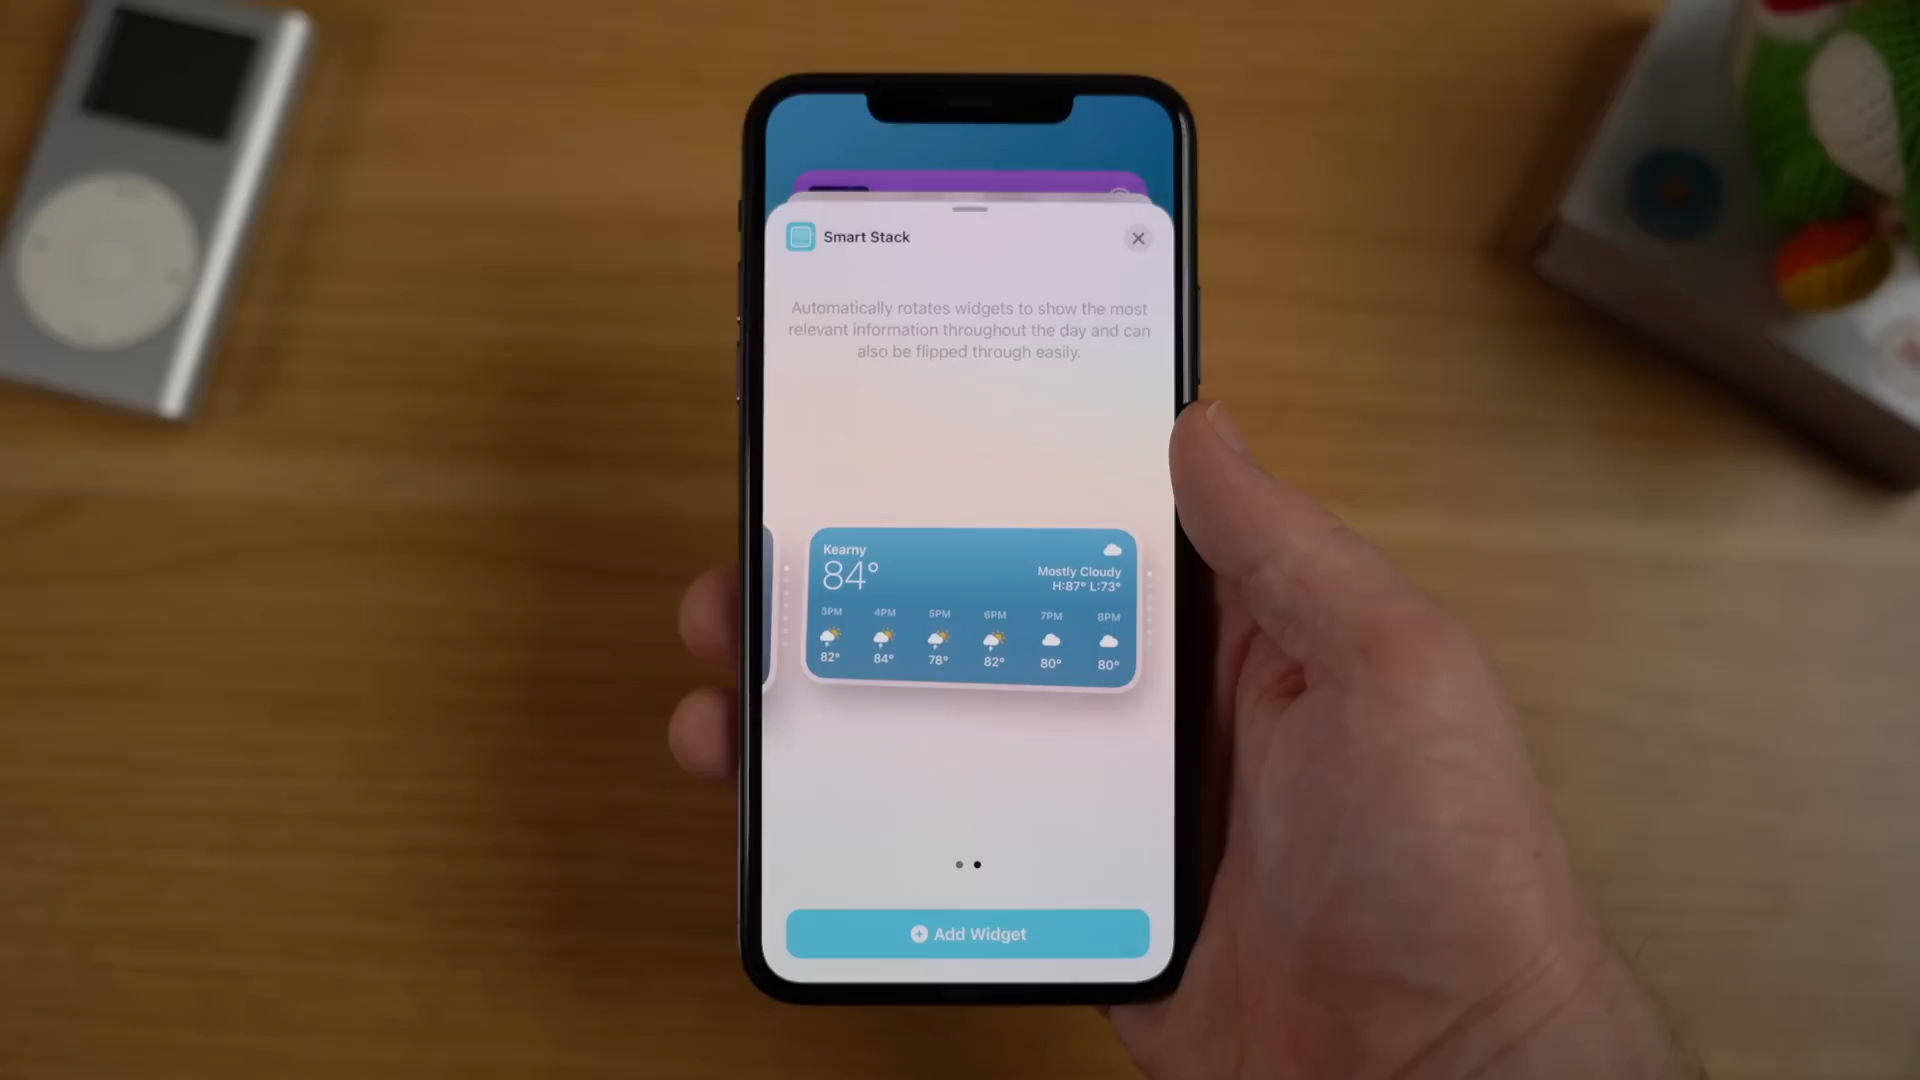 Smart Stack
Automatically rotates widgets to show the most
relevant information throughout the day and can
also be flipped through easily.
Kearny
84°
Mostly Cloudy
H:87° L:73°
3PM 4PM 5PM 6PM 7PM 8PM
82° 84° 78° 82° 80° 80°
Add Widget